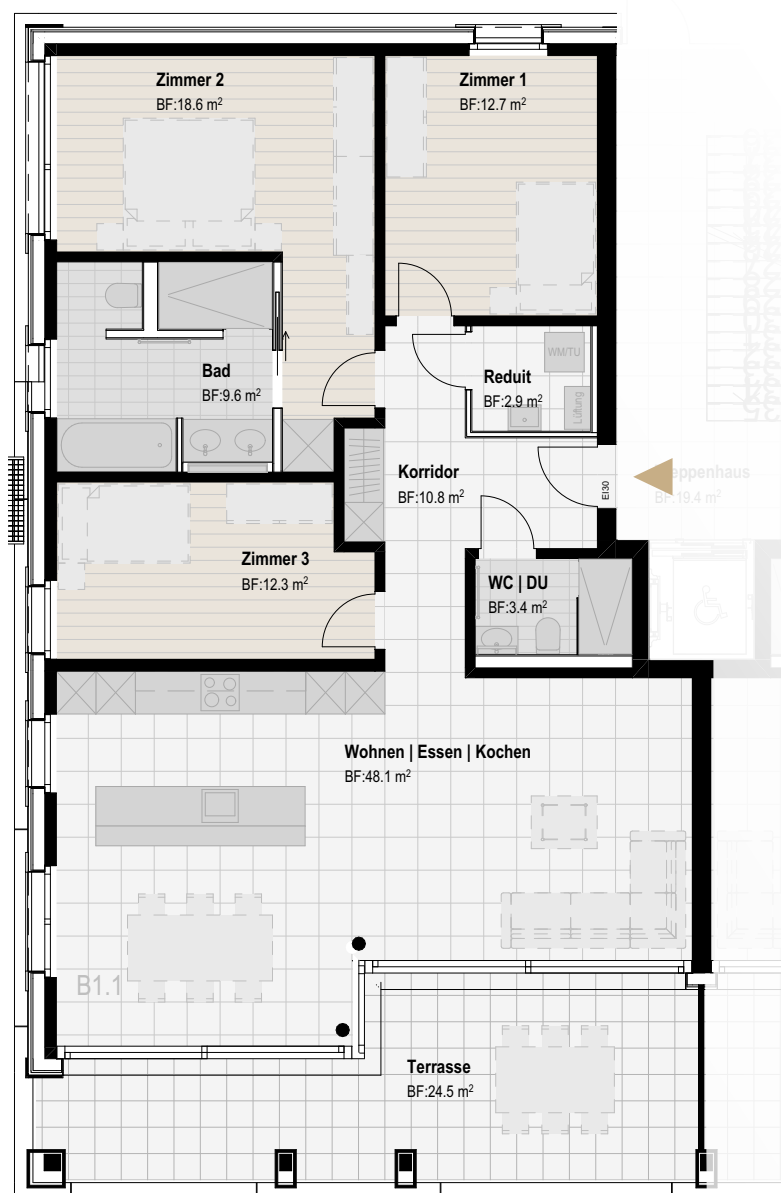 Zimmer 2
BF:18.6 m²
Zimmer 1
BF:12.7 m²
WM/TU
Reduit
BF:2.9 m²
Lüftung
Bad
BF:9.6 m²
Korridor
BF:10.8 m²
EI30
eppenhaus
BF:19.4 m²
Zimmer 3
BF:12.3 m²
WC | DU
BF:3.4 m²
Wohnen | Essen | Kochen
BF:48.1 m²
B1.1
Terrasse
BF:24.5 m²